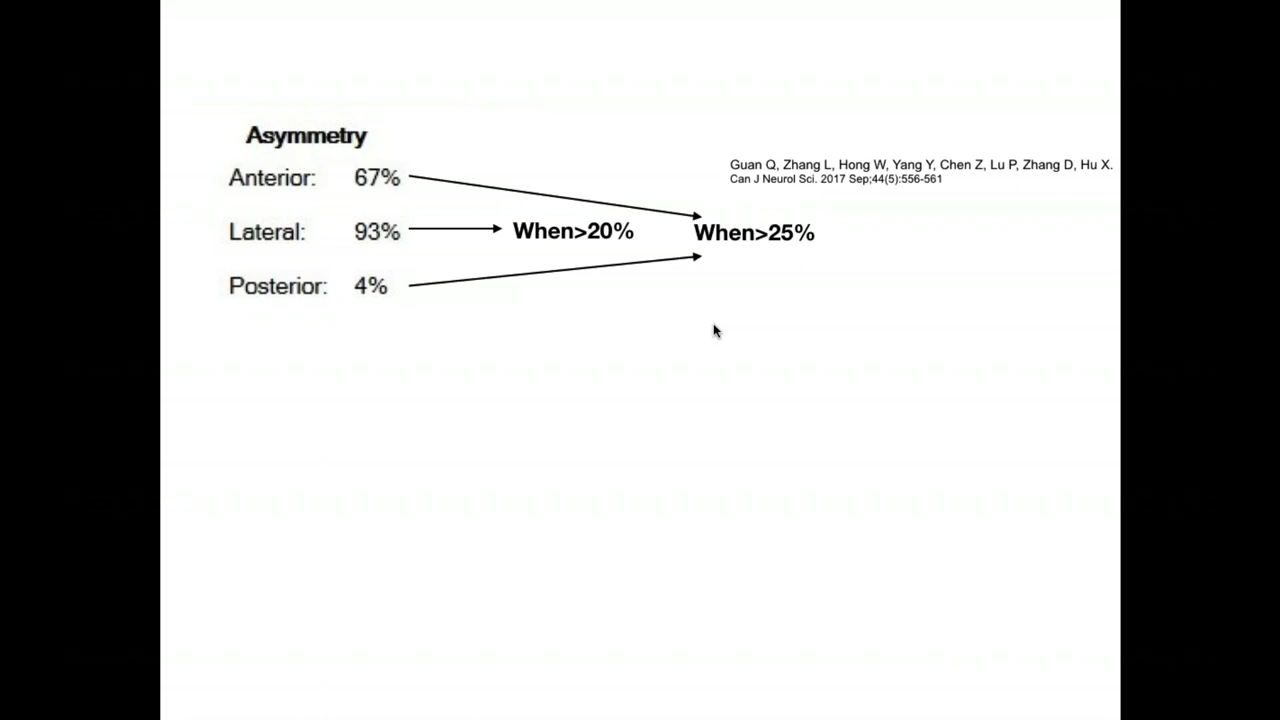 Asymmetry
Guan Q, Zhang L, Hong W, Yang Y, Chen Z, Lu P, Zhang D, Hu X.
Can J Neurol Sci. 2017 Sep;44(5):556-561
Anterior: 67%
Lateral: 93% When>20% When>25%
Posterior: 4%